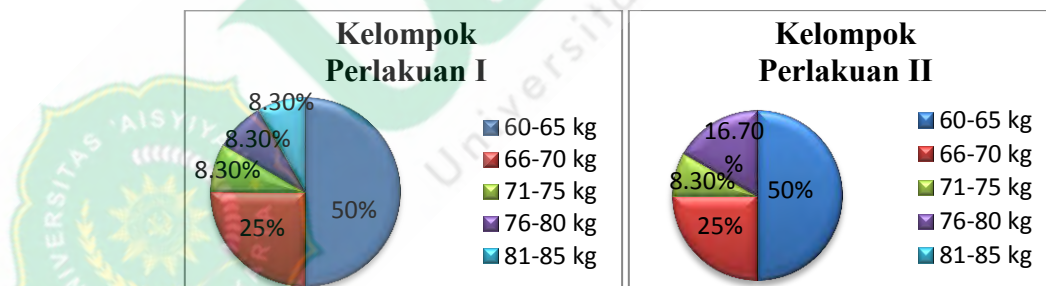 Kelompok
Perlakuan I
8.30%
8.30%
8.30%
25%
50%
60-65 kg
66-70 kg
71-75 kg
76-80 kg
81-85 kg
Kelompok
Perlakuan II
16.70
%
8.30%
25%
50%
60-65 kg
66-70 kg
71-75 kg
76-80 kg
81-85 kg